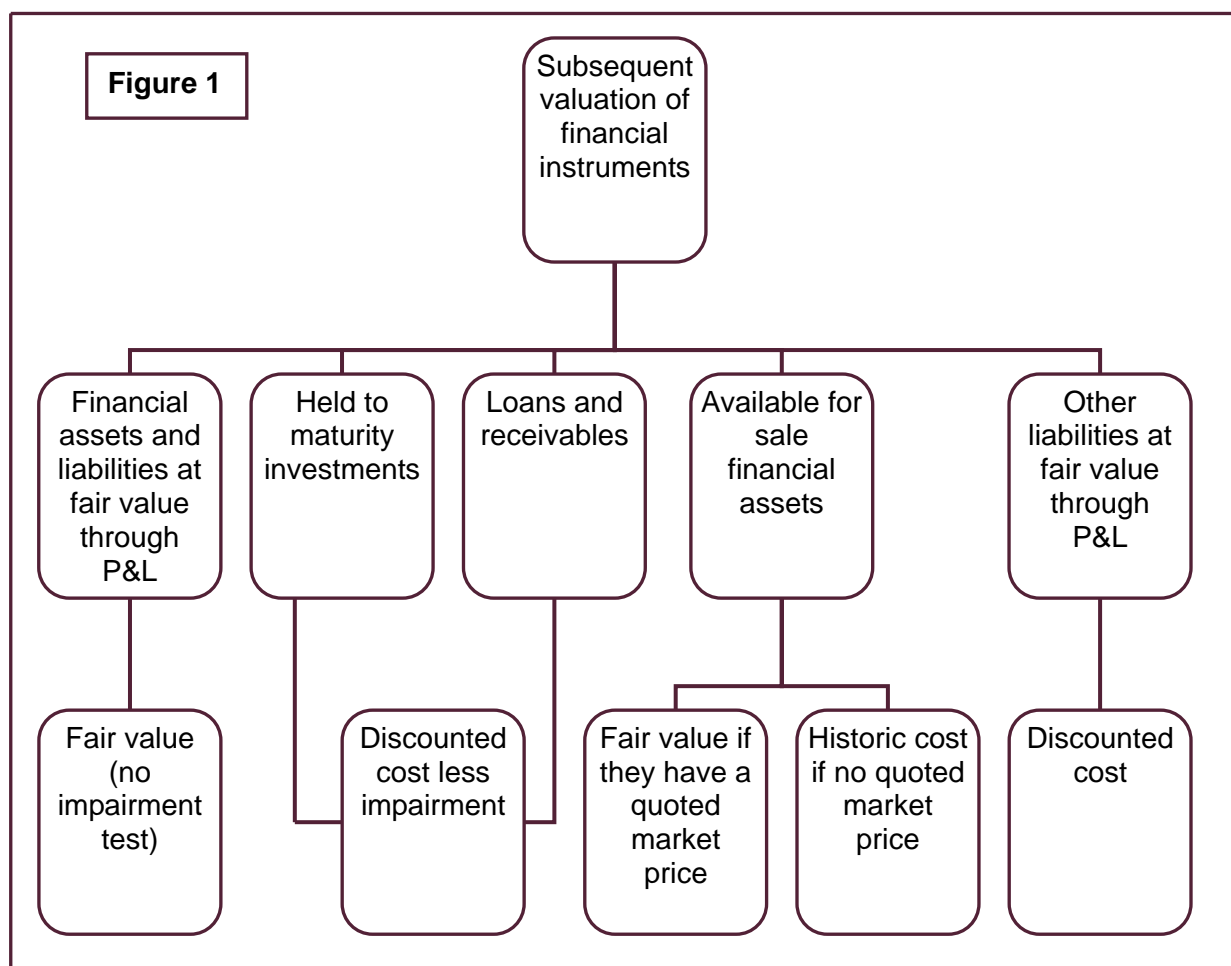 Figure 1
Subsequent
valuation of
financial
instruments
Financial
assets and
liabilities at
fair value
through
P&L
Held to
maturity
investments
Loans and
receivables
Available for
sale
financial
assets
Other
liabilities at
fair value
through
P&L
Fair value
(no
impairment
test)
Discounted
cost less
impairment
Fair value if
they have a
quoted
market
price
Historic cost
if no quoted
market
price
Discounted
cost